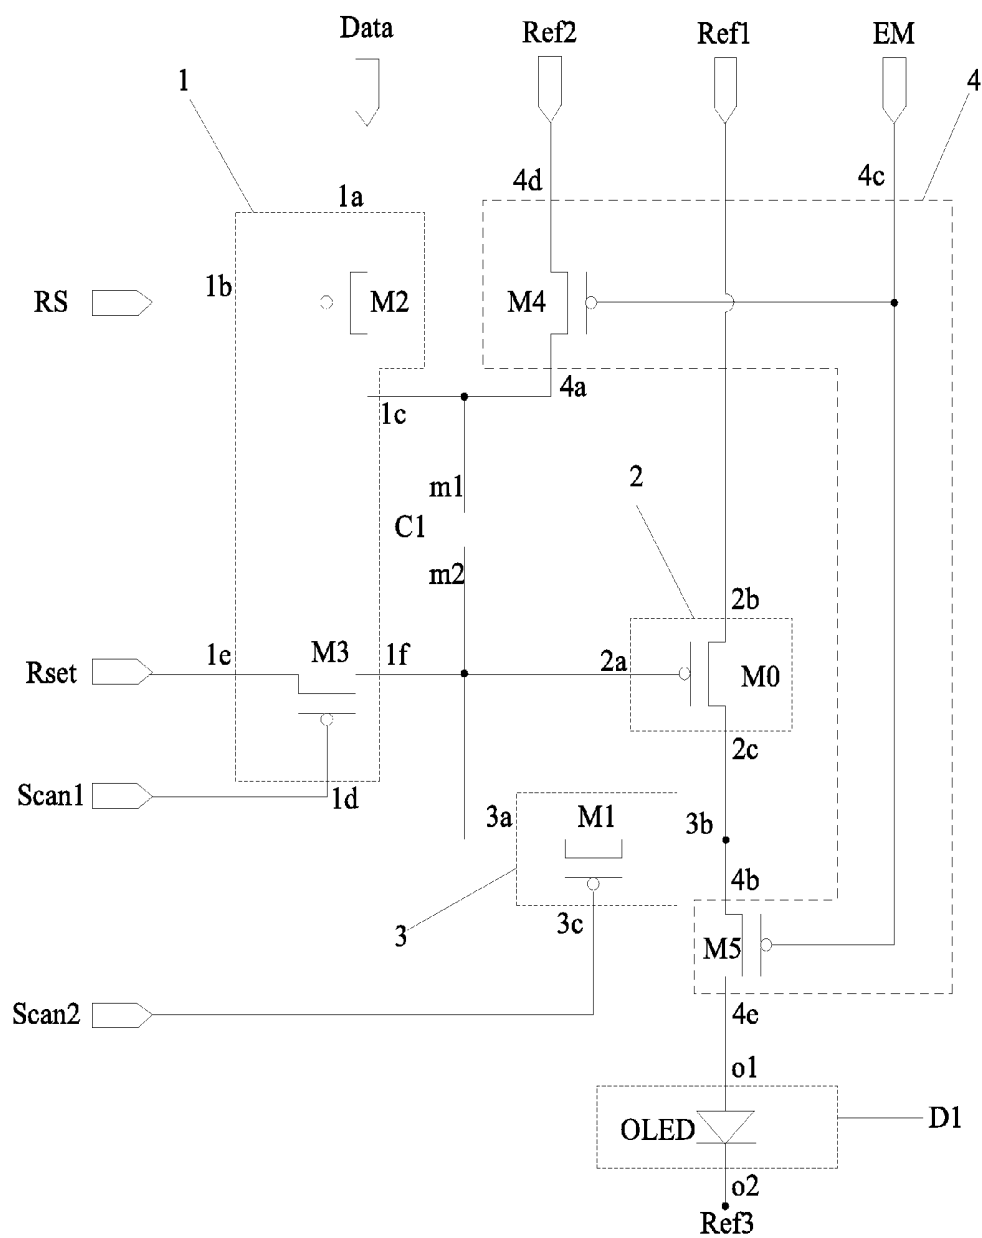 Data
Ref2
Ref1
EM
1
4
4d
4c
1a
1b
RS
M2
M4
1c
4a
m1
2
C1
m2
2b
1e
M3
1f
2a
Rset
M0
2c
Scan1
1d
3a
M1
3b
4b
3c
3
M5
Scan2
4e
o1
OLED
D1
o2
Ref3